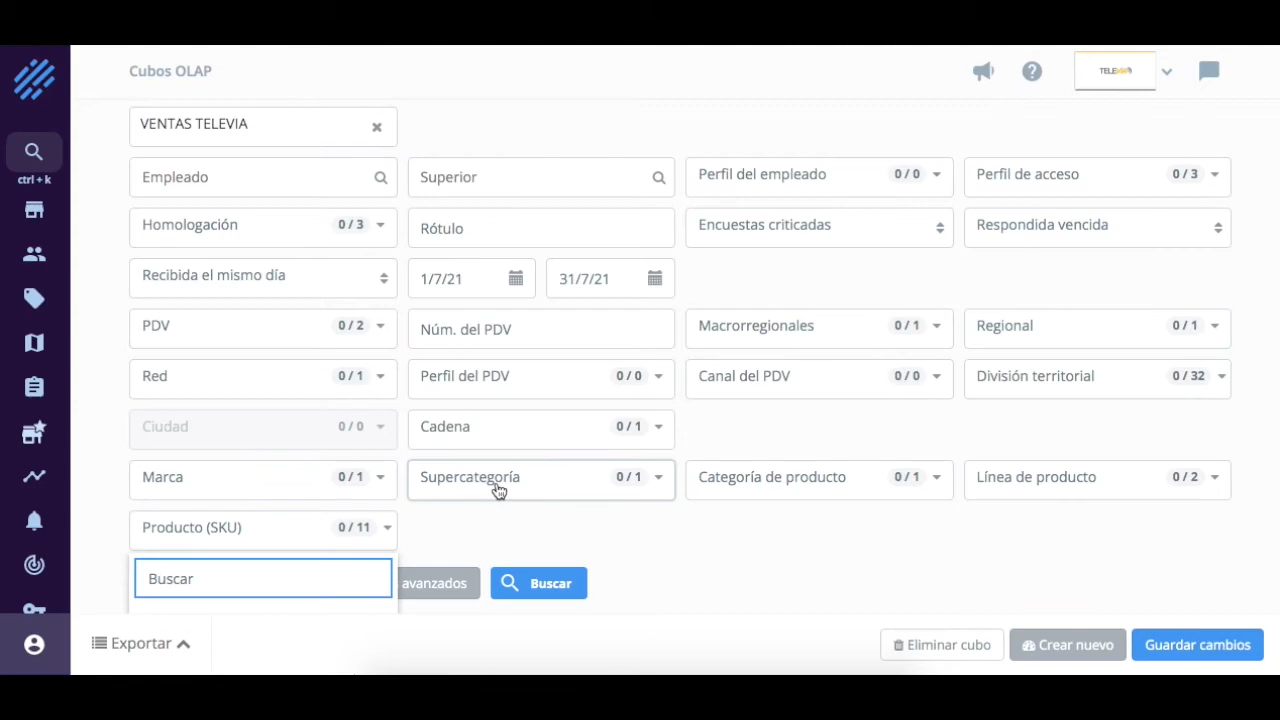 Cubos OLAP
TELEVIA
ctrl + k
VENTAS TELEVIA
Empleado
Superior
Perfil del empleado 0 / 0
Perfil de acceso 0 / 3
Homologación 0 / 3
Rótulo
Encuestas criticadas
Respondida vencida
Recibida el mismo día
1/7/21
31/7/21
PDV 0 / 2
Núm. del PDV
Macrorregionales 0 / 1
Regional 0 / 1
Red 0 / 1
Perfil del PDV 0 / 0
Canal del PDV 0 / 0
División territorial 0 / 32
Ciudad 0 / 0
Cadena 0 / 1
Marca 0 / 1
Supercategoría 0 / 1
Categoría de producto 0 / 1
Línea de producto 0 / 2
Producto (SKU) 0 / 11
Buscar
avanzados
Buscar
Exportar
Eliminar cubo
Crear nuevo
Guardar cambios